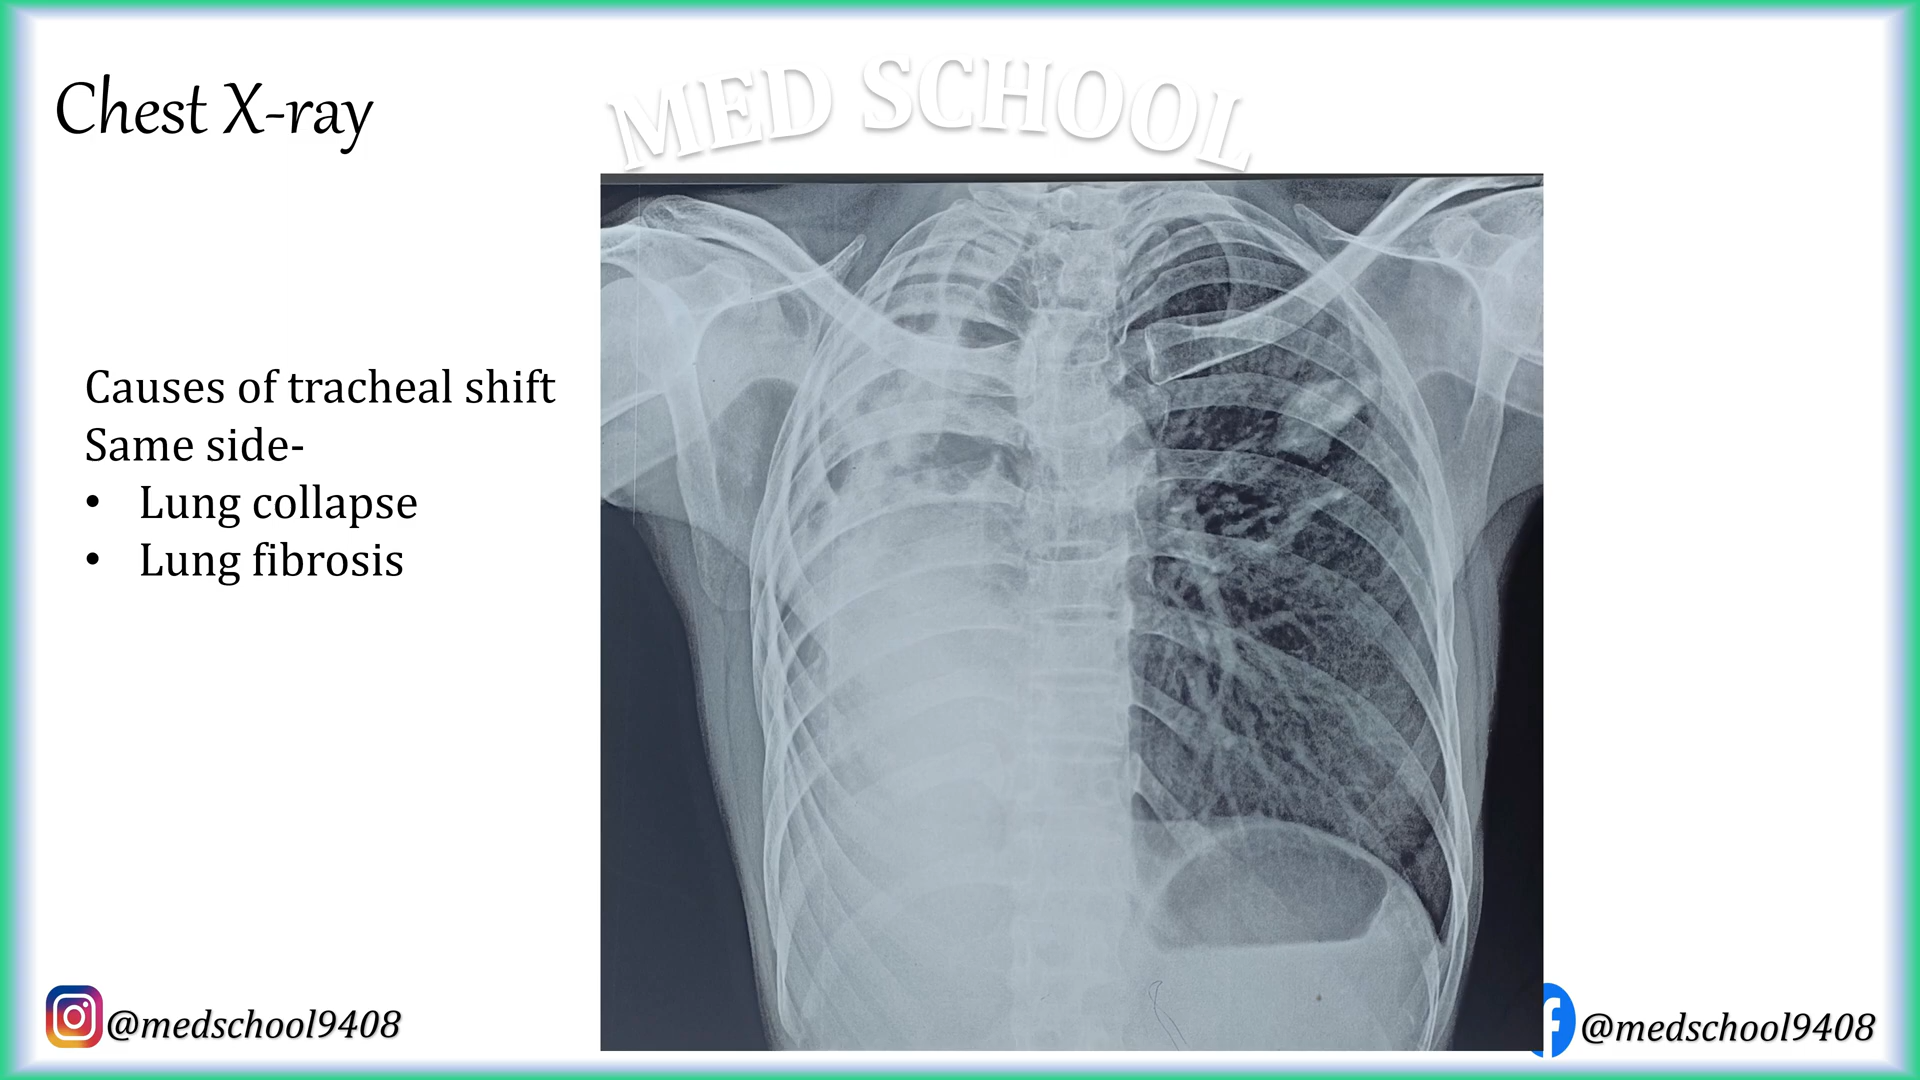 MED SCHOOL
Chest X-ray
Causes of tracheal shift
Same side-
• Lung collapse
• Lung fibrosis
@medschool9408
@medschool9408